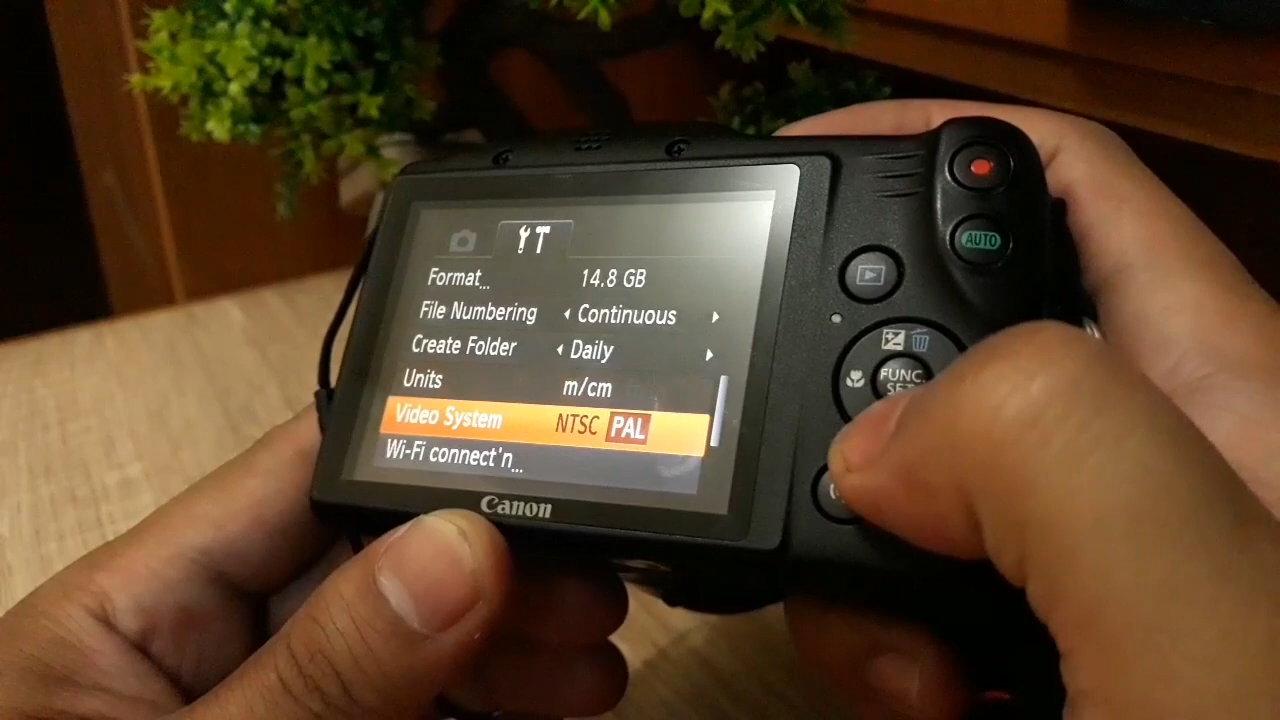 Format... 14.8 GB
File Numbering Continuous
Create Folder Daily
Units m/cm
Video System NTSC PAL
Wi-Fi connect'n...
Canon
AUTO
FUNC.
SET